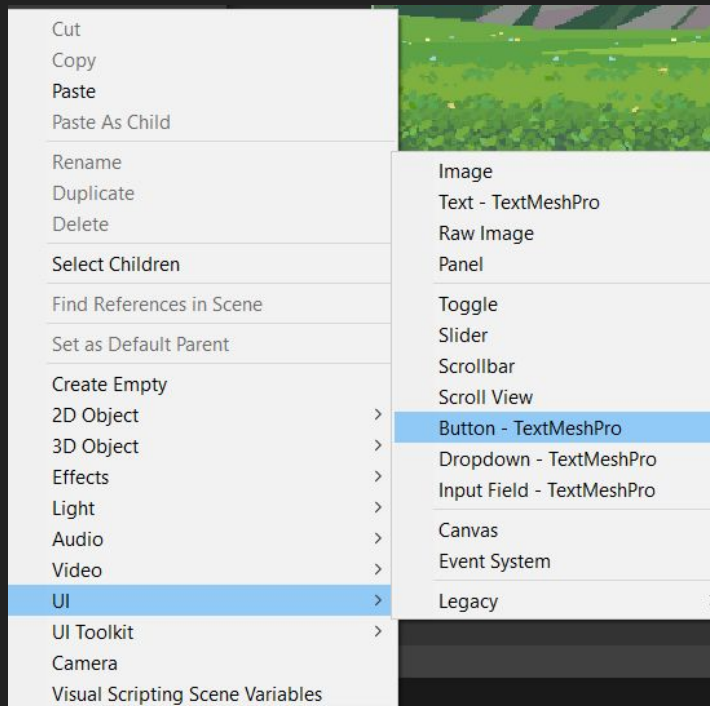 Cut
Copy
Paste
Paste As Child
Rename
Duplicate
Delete
Select Children
Find References in Scene
Set as Default Parent
Create Empty
2D Object
3D Object
Effects
Light
Audio
Video
UI
UI Toolkit
Camera
Visual Scripting Scene Variables
Image
Text - TextMeshPro
Raw Image
Panel
Toggle
Slider
Scrollbar
Scroll View
Button - TextMeshPro
Dropdown - TextMeshPro
Input Field - TextMeshPro
Canvas
Event System
Legacy